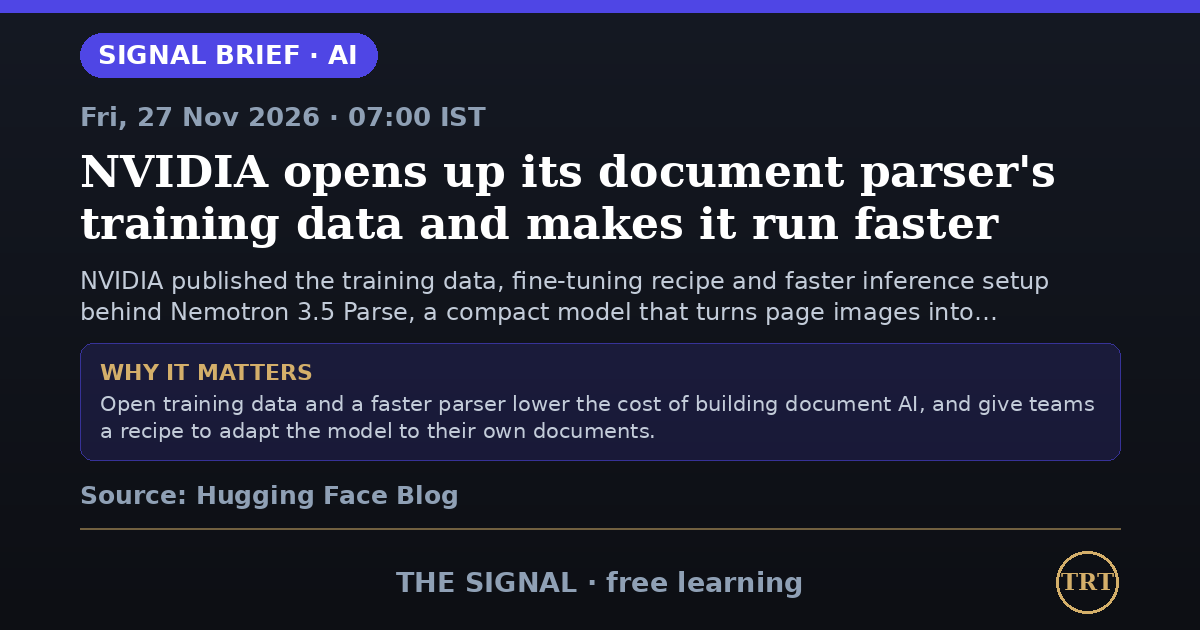 SIGNAL BRIEF · AI
Fri, 27 Nov 2026 · 07:00 IST
NVIDIA opens up its document parser's
training data and makes it run faster
NVIDIA published the training data, fine-tuning recipe and faster inference setup
behind Nemotron 3.5 Parse, a compact model that turns page images into…
WHY IT MATTERS
Open training data and a faster parser lower the cost of building document AI, and give teams
a recipe to adapt the model to their own documents.
Source: Hugging Face Blog
THE SIGNAL · free learning
TRT